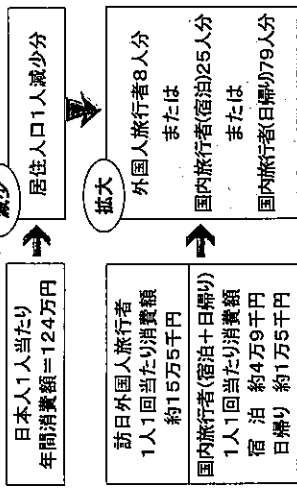 日本人1人当たり
年間消費額=124万円
減少
居住人口1人減少分
訪日外国人旅行者
1人1回当たり消費額
約15万5千円
国内旅行者(宿泊+日帰り)
1人1回当たり消費額
宿 泊 約4万9千円
日帰り 約1万5千円
拡大
外国人旅行者8人分
または
国内旅行者(宿泊)25人分
または
国内旅行者(日帰り)79人分